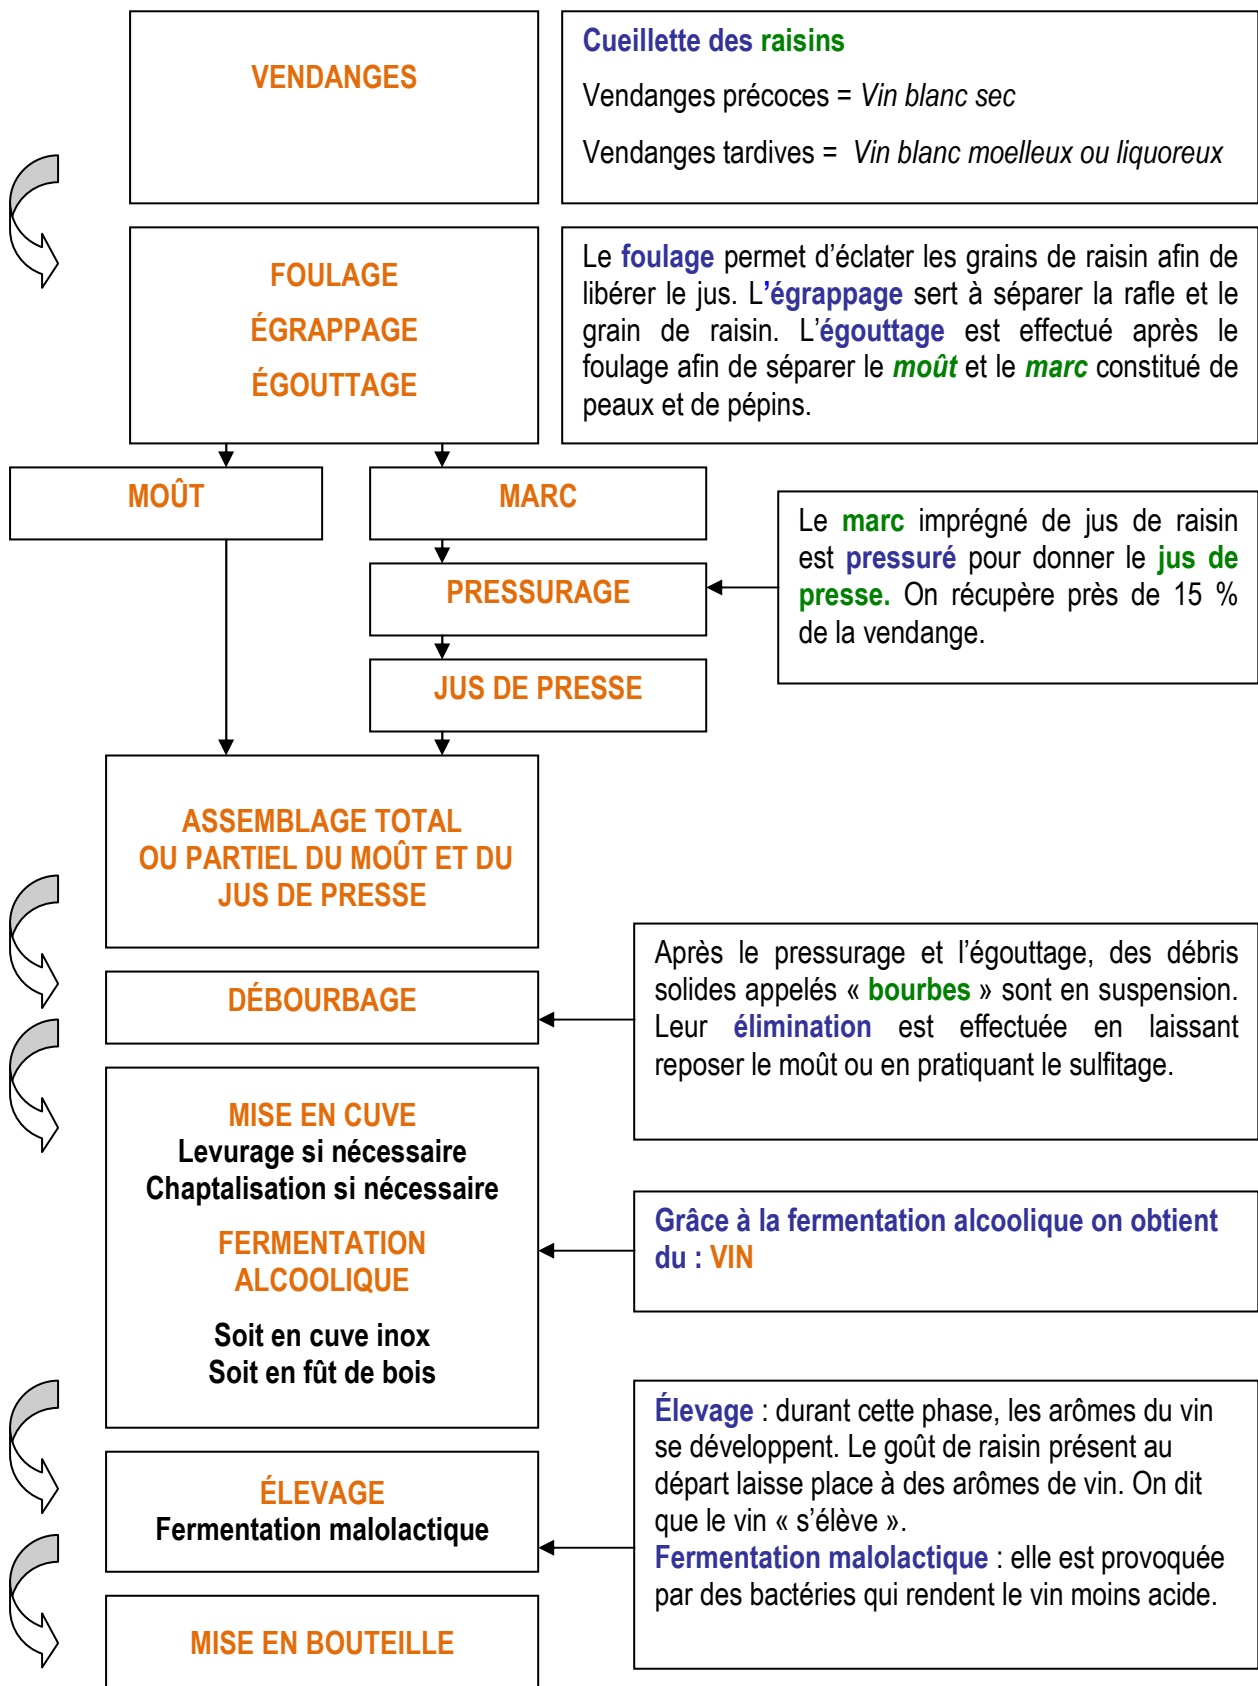 VENDANGES
Cueillette des raisins
Vendanges précoces = Vin blanc sec
Vendanges tardives = Vin blanc moelleux ou liquoreux
FOULAGE
ÉGRAPPAGE
ÉGOUTTAGE
Le foulage permet d’éclater les grains de raisin afin de
libérer le jus. L’égrappage sert à séparer la rafle et le
grain de raisin. L’égouttage est effectué après le
foulage afin de séparer le moût et le marc constitué de
peaux et de pépins.
MOÛT
MARC
Le marc imprégné de jus de raisin
est pressuré pour donner le jus de
presse. On récupère près de 15 %
de la vendange.
PRESSURAGE
JUS DE PRESSE
ASSEMBLAGE TOTAL
OU PARTIEL DU MOÛT ET DU
JUS DE PRESSE
DÉBOURBAGE
Après le pressurage et l’égouttage, des débris
solides appelés « bourbes » sont en suspension.
Leur élimination est effectuée en laissant
reposer le moût ou en pratiquant le sulfitage.
MISE EN CUVE
Levurage si nécessaire
Chaptalisation si nécessaire
FERMENTATION
ALCOOLIQUE
Soit en cuve inox
Soit en fût de bois
Grâce à la fermentation alcoolique on obtient
du : VIN
ÉLEVAGE
Fermentation malolactique
Élevage : durant cette phase, les arômes du vin
se développent. Le goût de raisin présent au
départ laisse place à des arômes de vin. On dit
que le vin « s’élève ».
Fermentation malolactique : elle est provoquée
par des bactéries qui rendent le vin moins acide.
MISE EN BOUTEILLE